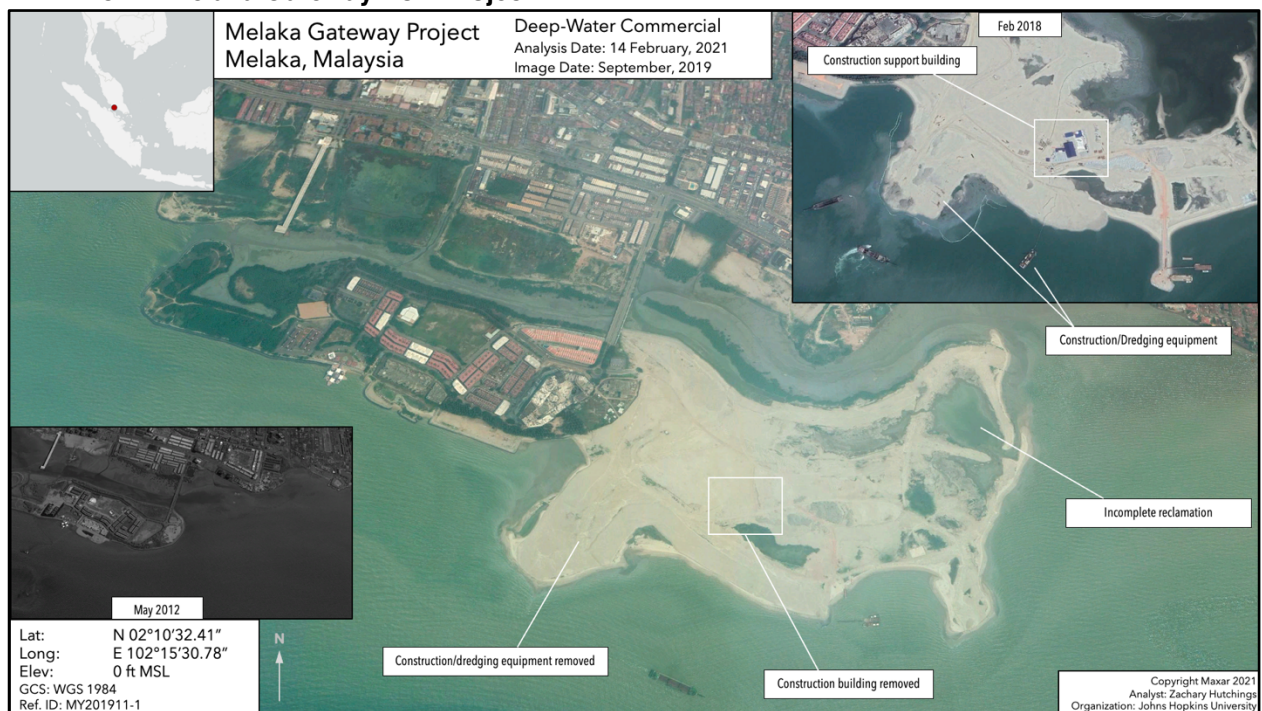 Melaka Gateway Project
Melaka, Malaysia
Deep-Water Commercial
Analysis Date: 14 February, 2021
Image Date: September, 2019
Feb 2018
Construction support building
Construction/Dredging equipment
Incomplete reclamation
May 2012
Lat: N 02°10'32.41"
Long: E 102°15'30.78"
Elev: 0 ft MSL
GCS: WGS 1984
Ref. ID: MY201911-1
N
Construction/dredging equipment removed
Construction building removed
Copyright Maxar 2021
Analyst: Zachary Hutchings
Organization: Johns Hopkins University